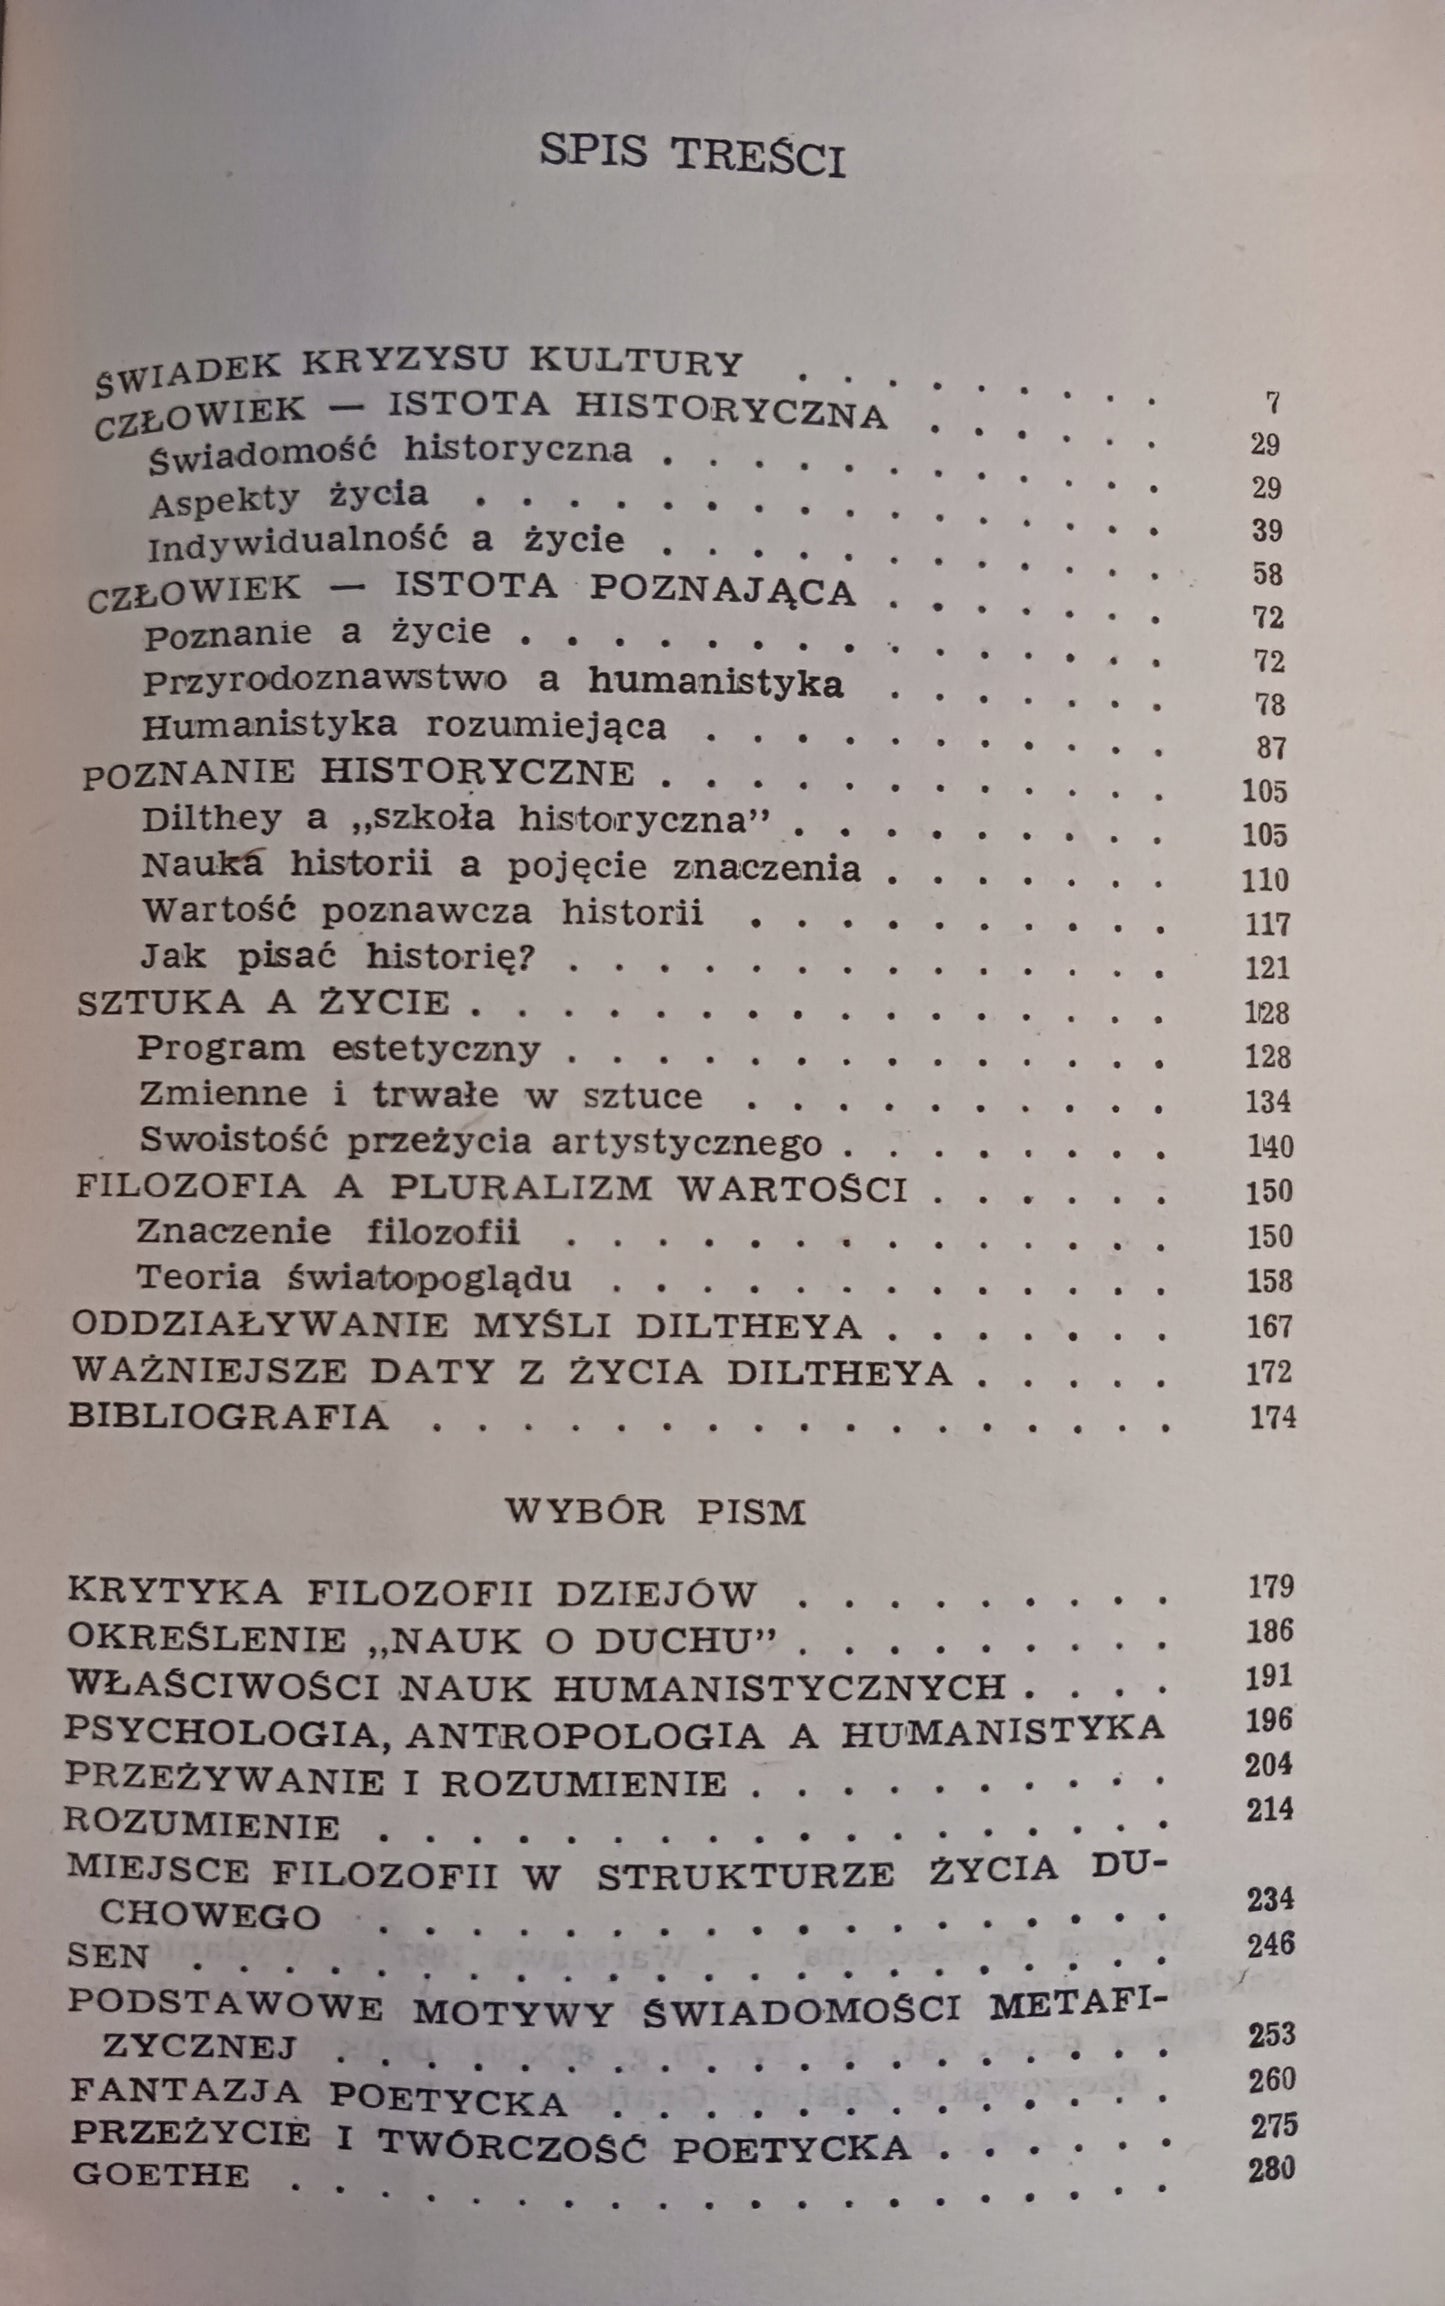 SPIS TREŚCI
ŚWIADEK KRYZYSU KULTURY . . . . . . . . . 7
CZŁOWIEK — ISTOTA HISTORYCZNA . . . . . . 29
Świadomość historyczna . . . . . . . . . . . 29
Aspekty życia . . . . . . . . . . . . . . . 39
Indywidualność a życie . . . . . . . . . . . 58
CZŁOWIEK — ISTOTA POZNAJĄCA . . . . . . . 72
Poznanie a życie . . . . . . . . . . . . . . 72
Przyrodoznawstwo a humanistyka . . . . . . . 78
Humanistyka rozumiejąca . . . . . . . . . . . 87
POZNANIE HISTORYCZNE . . . . . . . . . . . . 105
Dilthey a „szkoła historyczna” . . . . . . . . . 105
Nauka historii a pojęcie znaczenia . . . . . . . 110
Wartość poznawcza historii . . . . . . . . . . 117
Jak pisać historię? . . . . . . . . . . . . . . 121
SZTUKA A ŻYCIE . . . . . . . . . . . . . . . . 128
Program estetyczny . . . . . . . . . . . . . . 128
Zmienne i trwałe w sztuce . . . . . . . . . . 134
Swoistość przeżycia artystycznego . . . . . . . . 140
FILOZOFIA A PLURALIZM WARTOŚCI . . . . . . 150
Znaczenie filozofii . . . . . . . . . . . . . . 150
Teoria światopoglądu . . . . . . . . . . . . . 158
ODDZIAŁYWANIE MYŚLI DILTHEYA . . . . . . . 167
WAŻNIEJSZE DATY Z ŻYCIA DILTHEYA . . . . . 172
BIBLIOGRAFIA . . . . . . . . . . . . . . . . . 174
WYBÓR PISM
KRYTYKA FILOZOFII DZIEJÓW . . . . . . . . . 179
OKREŚLENIE „NAUK O DUCHU” . . . . . . . . . 186
WŁAŚCIWOŚCI NAUK HUMANISTYCZNYCH . . . . 191
PSYCHOLOGIA, ANTROPOLOGIA A HUMANISTYKA 196
PRZEŻYWANIE I ROZUMIENIE . . . . . . . . . . 204
ROZUMIENIE . . . . . . . . . . . . . . . . . . 214
MIEJSCE FILOZOFII W STRUKTURZE ŻYCIA DU-
CHOWEGO . . . . . . . . . . . . . . . . . . 234
SEN . . . . . . . . . . . . . . . . . . . . . . 246
PODSTAWOWE MOTYWY ŚWIADOMOŚCI METAFI-
ZYCZNEJ . . . . . . . . . . . . . . . . . . . 253
FANTAZJA POETYCKA . . . . . . . . . . . . . 260
PRZEŻYCIE I TWÓRCZOŚĆ POETYCKA . . . . . . 275
GOETHE . . . . . . . . . . . . . . . . . . . . 280